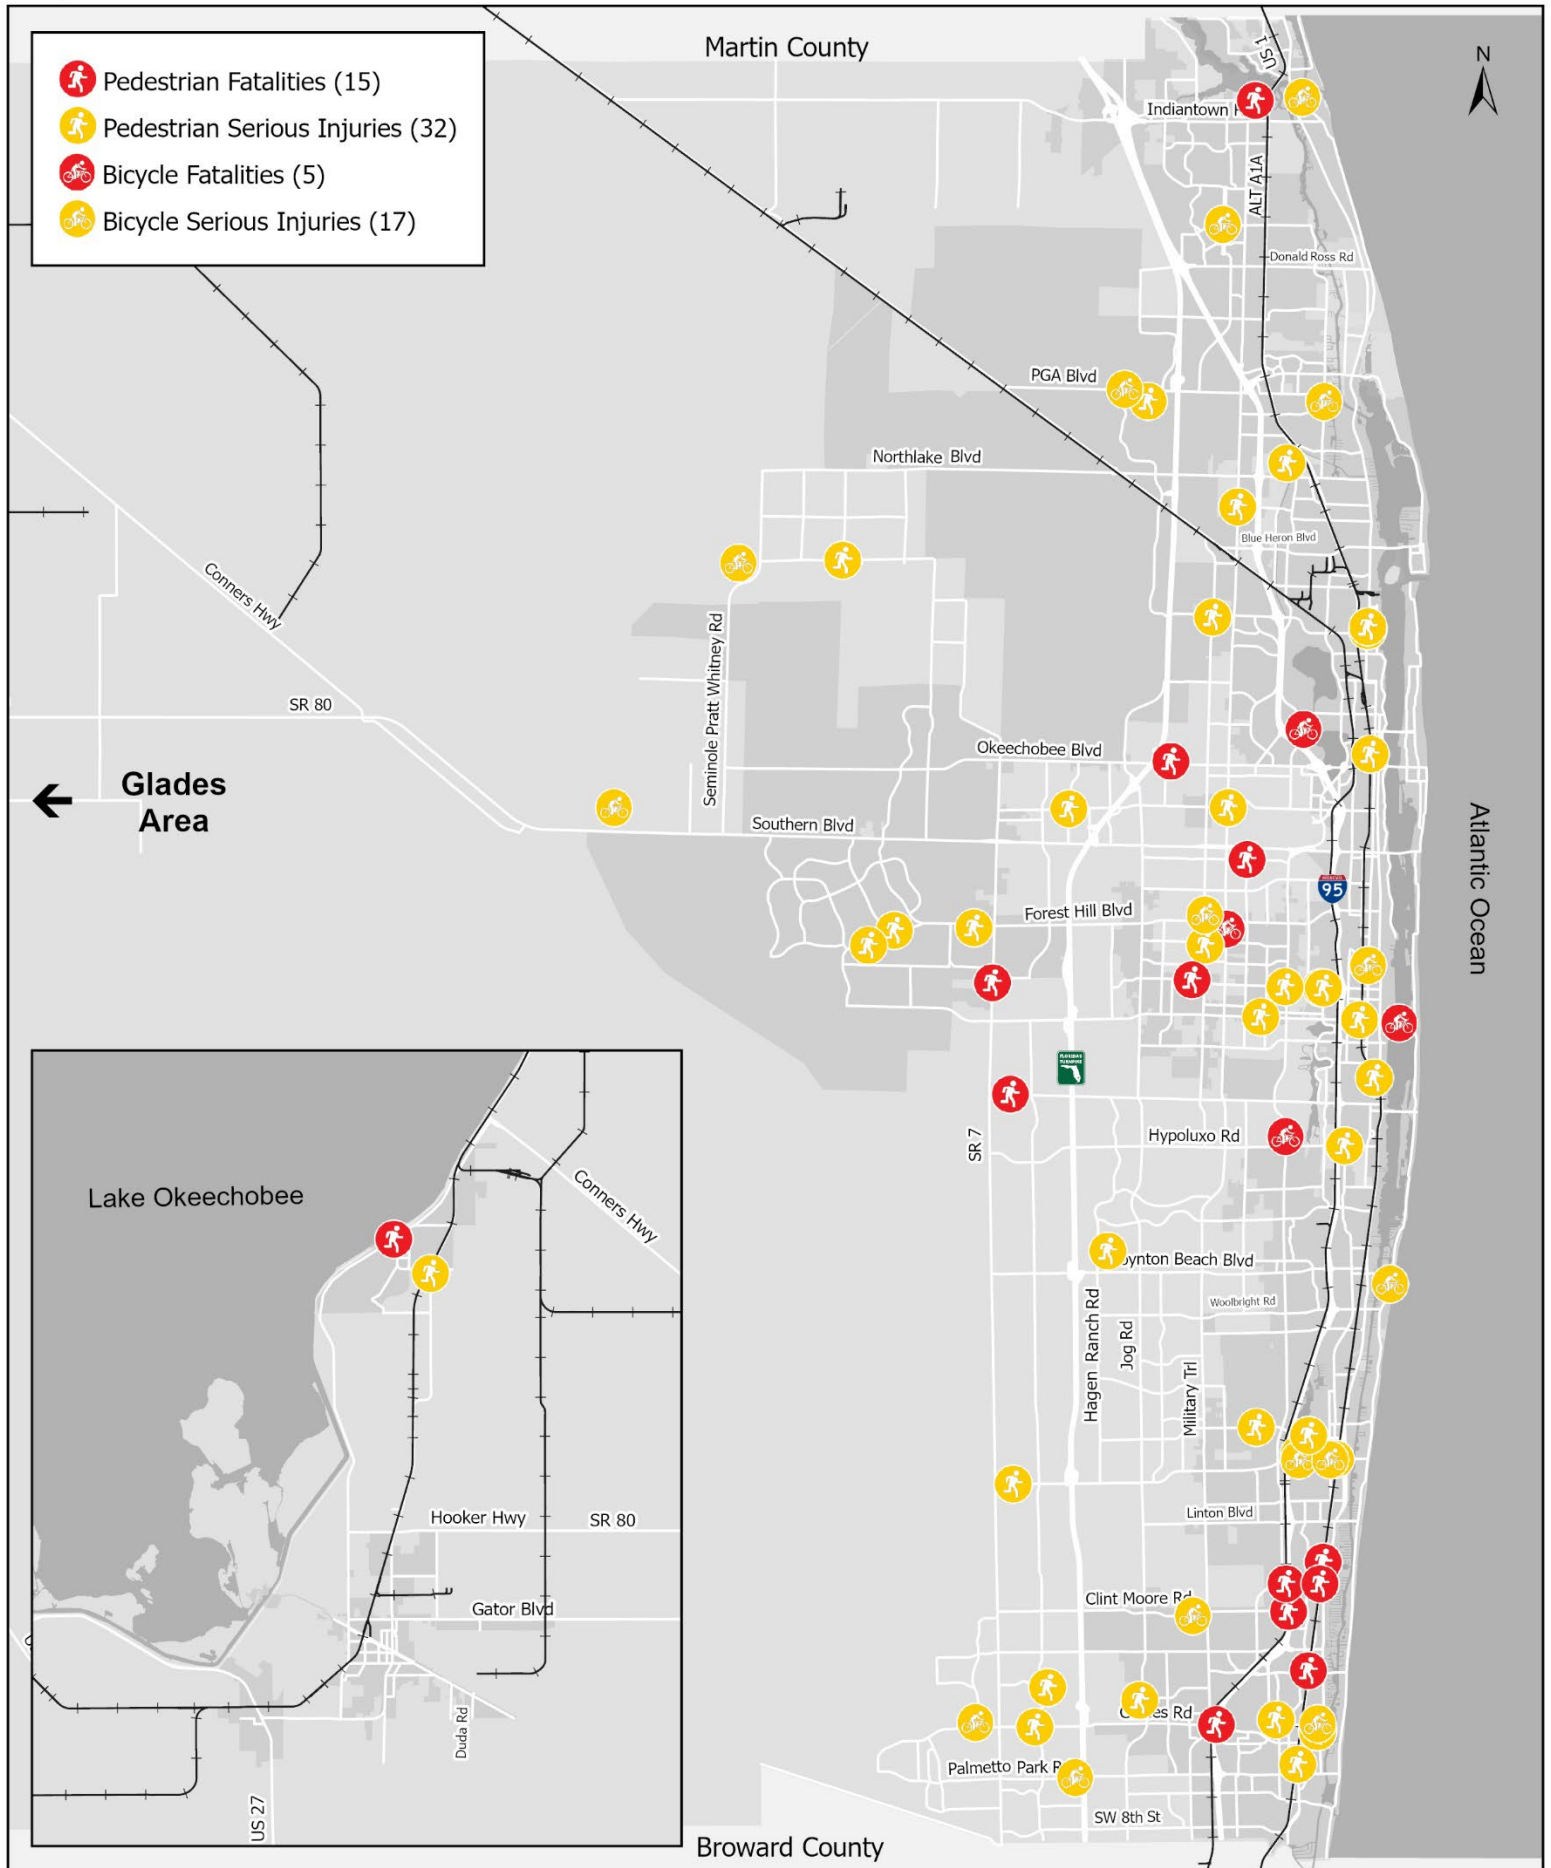 Martin County
N
Pedestrian Fatalities (15)
Pedestrian Serious Injuries (32)
Bicycle Fatalities (5)
Bicycle Serious Injuries (17)
US 1
Indiantown
ALT A1A
Donald Ross Rd
PGA Blvd
Northlake Blvd
Blue Heron Blvd
Conners Hwy
Seminole Pratt Whitney Rd
SR 80
Okeechobee Blvd
Glades
Area
Southern Blvd
Atlantic Ocean
95
Forest Hill Blvd
FLORIDA'S
TURNPIKE
SR 7
Hypoluxo Rd
Lake Okeechobee
Conners Hwy
Boynton Beach Blvd
Woolbright Rd
Hagen Ranch Rd
Jog Rd
Military Trl
Hooker Hwy
SR 80
Linton Blvd
Clint Moore Rd
Gator Blvd
Duda Rd
Rd
Palmetto Park R
US 27
SW 8th St
Broward County